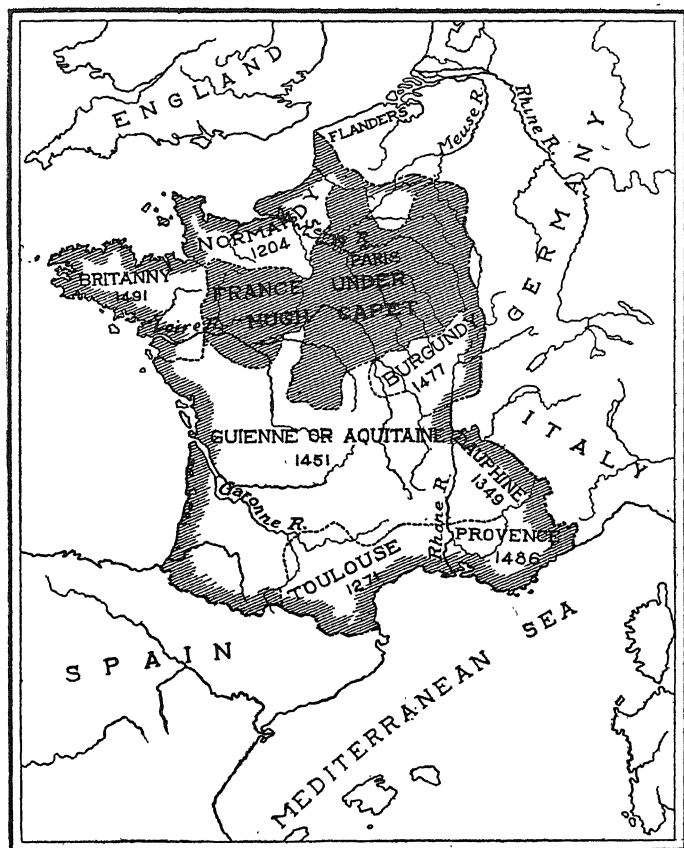 ENGLAND
FLANDERS
Meuse R.
Rhine R.
GERMANY
NORMANDY
1204
PARIS
BRITANNY
1491
FRANCE UNDER
HUGH CAPET
Loire
BURGUNDY
1477
GUIENNE OR AQUITAINE
1451
DAUPHINE
1349
ITALY
Garonne R.
Rhone R.
PROVENCE
1486
TOULOUSE
1271
SPAIN
MEDITERRANEAN SEA